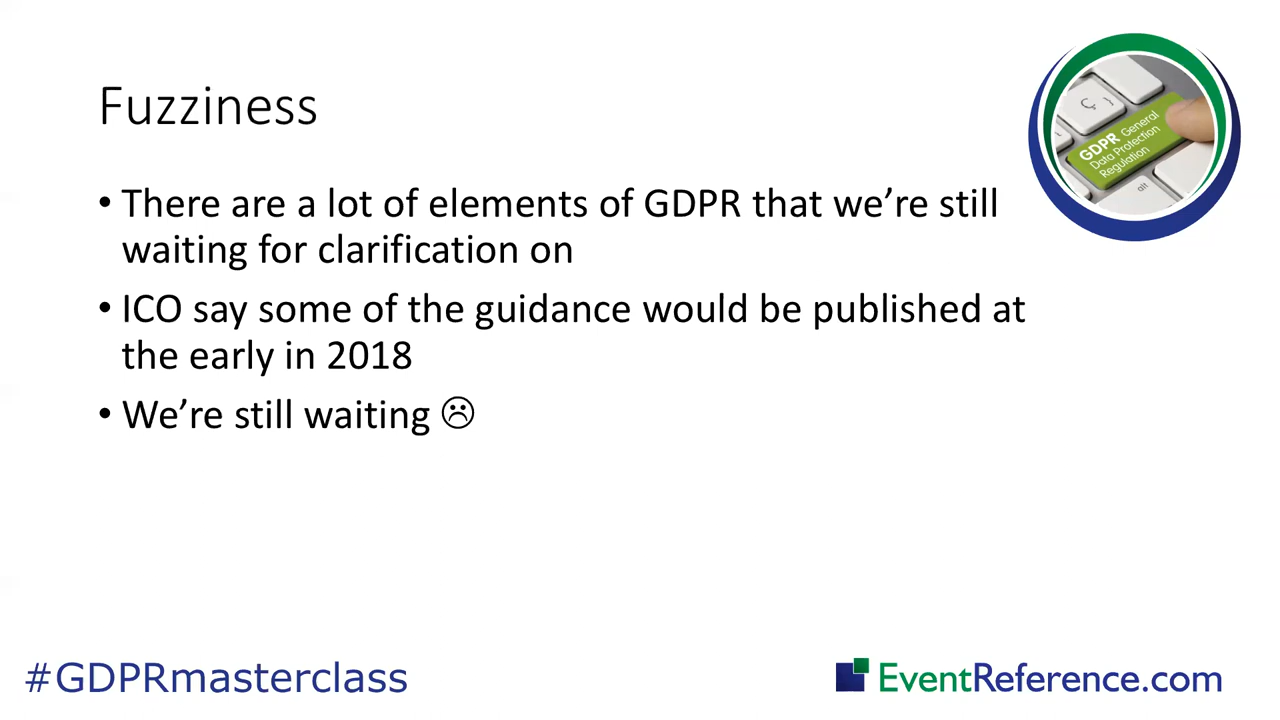 Fuzziness
• There are a lot of elements of GDPR that we’re still
waiting for clarification on
• ICO say some of the guidance would be published at
the early in 2018
• We’re still waiting ☹
GDPR General
Data Protection
Regulation
Ç
alt
#GDPRmasterclass
EventReference.com